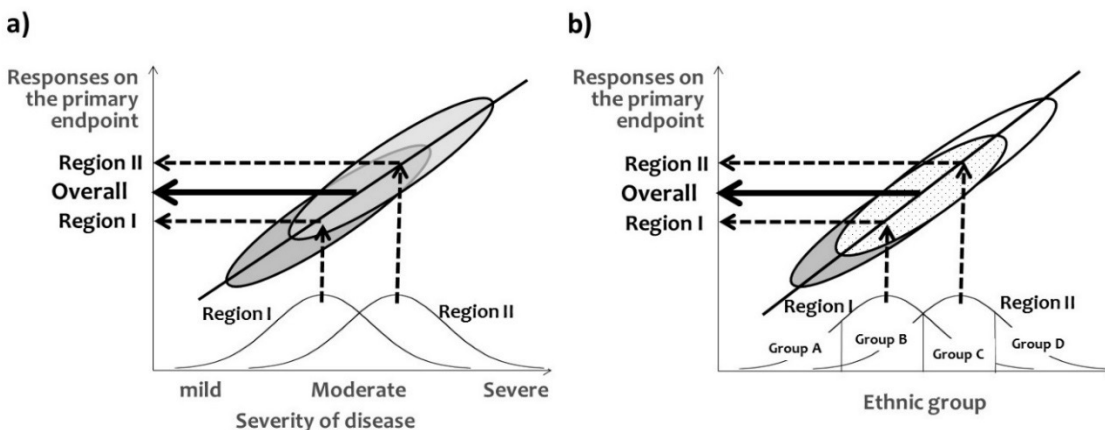 a)
Responses on
the primary
endpoint
Region II
Overall
Region I
Region I
Region II
mild Moderate Severe
Severity of disease
b)
Responses on
the primary
endpoint
Region II
Overall
Region I
Region I
Region II
Group A Group B Group C Group D
Ethnic group